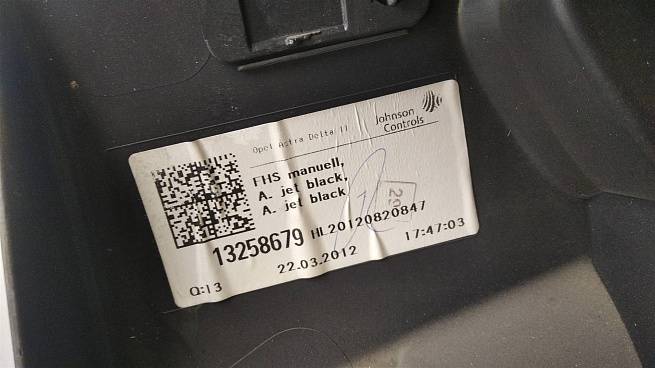 Opel Astra Delta II
Johnson
Controls
FHS manuell,
A. jet black,
A. jet black
29
13258679 HL20120820847
22.03.2012 17:47:03
Q:13